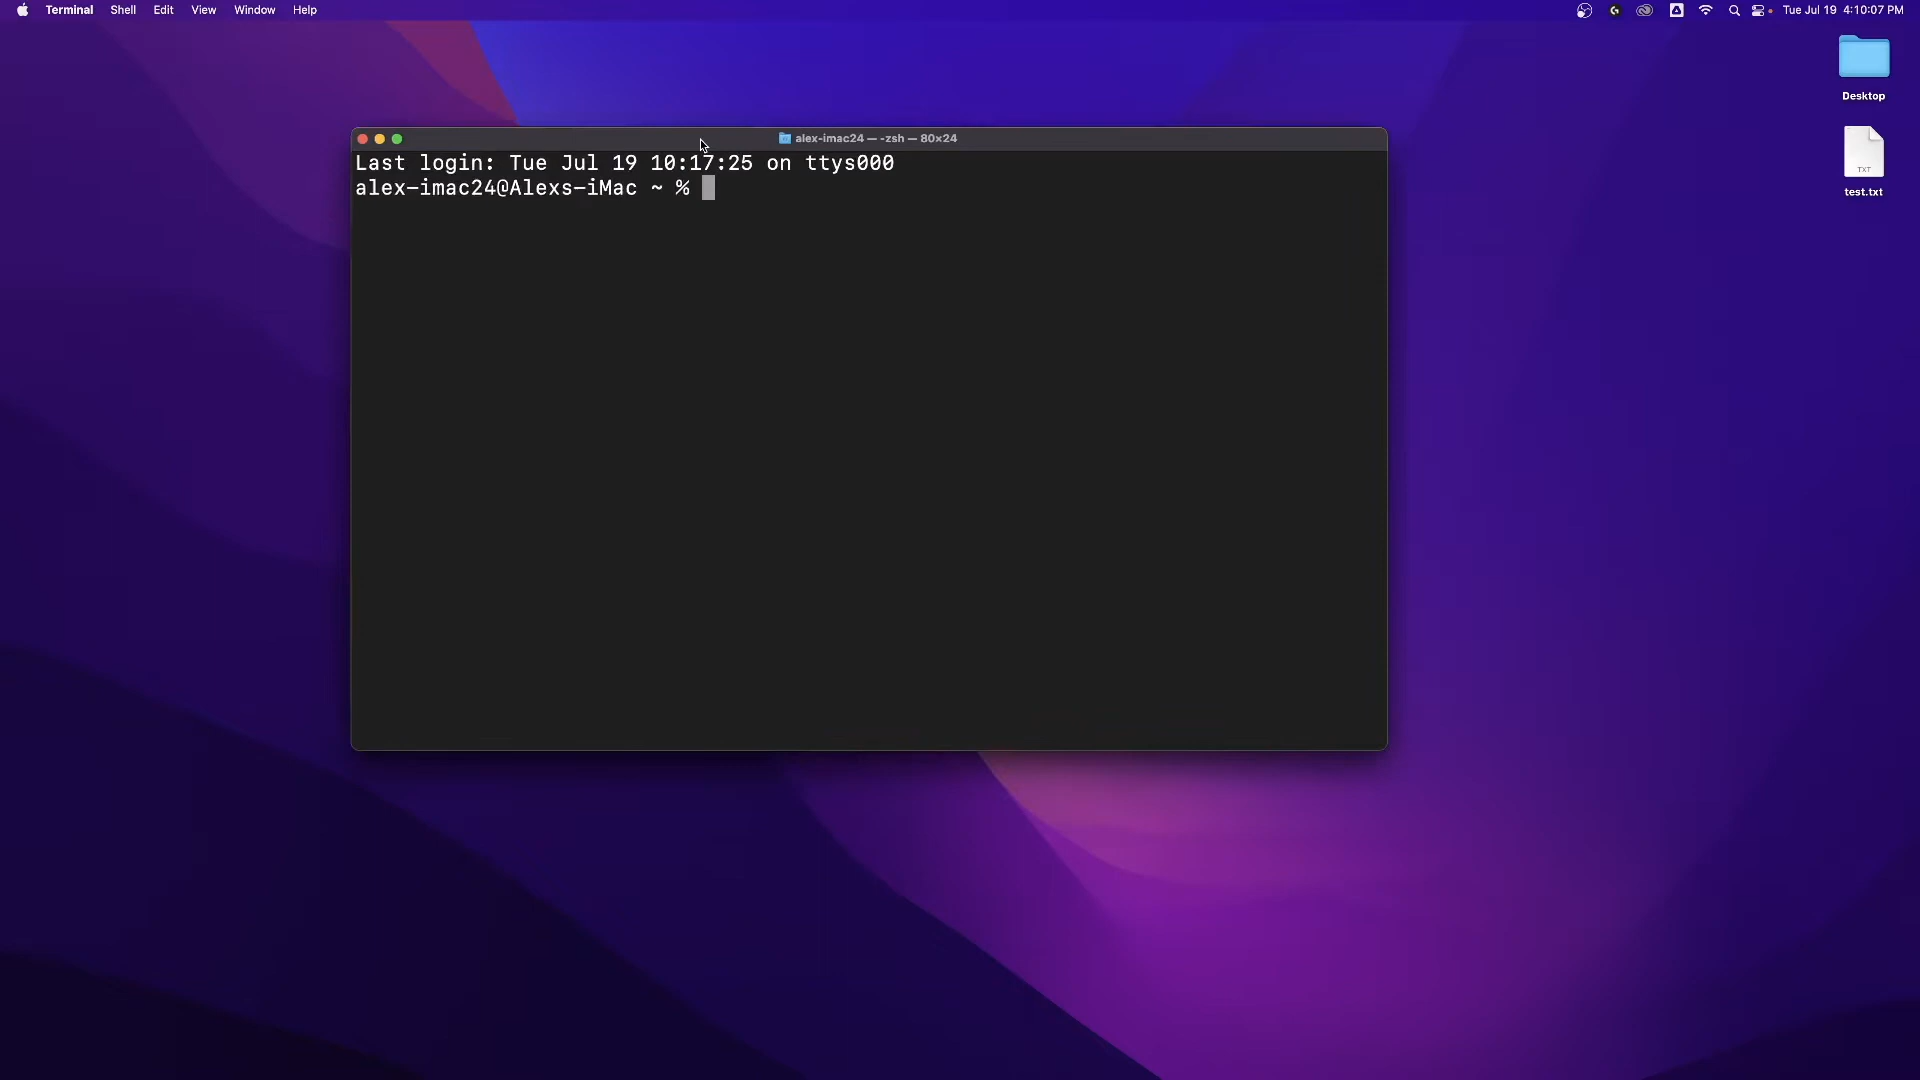 Terminal Shell Edit View Window Help Tue Jul 19 4:10:07 PM
Desktop
TXT
test.txt
alex-imac24 — -zsh — 80×24
Last login: Tue Jul 19 10:17:25 on ttys000
alex-imac24@Alexs-iMac ~ %